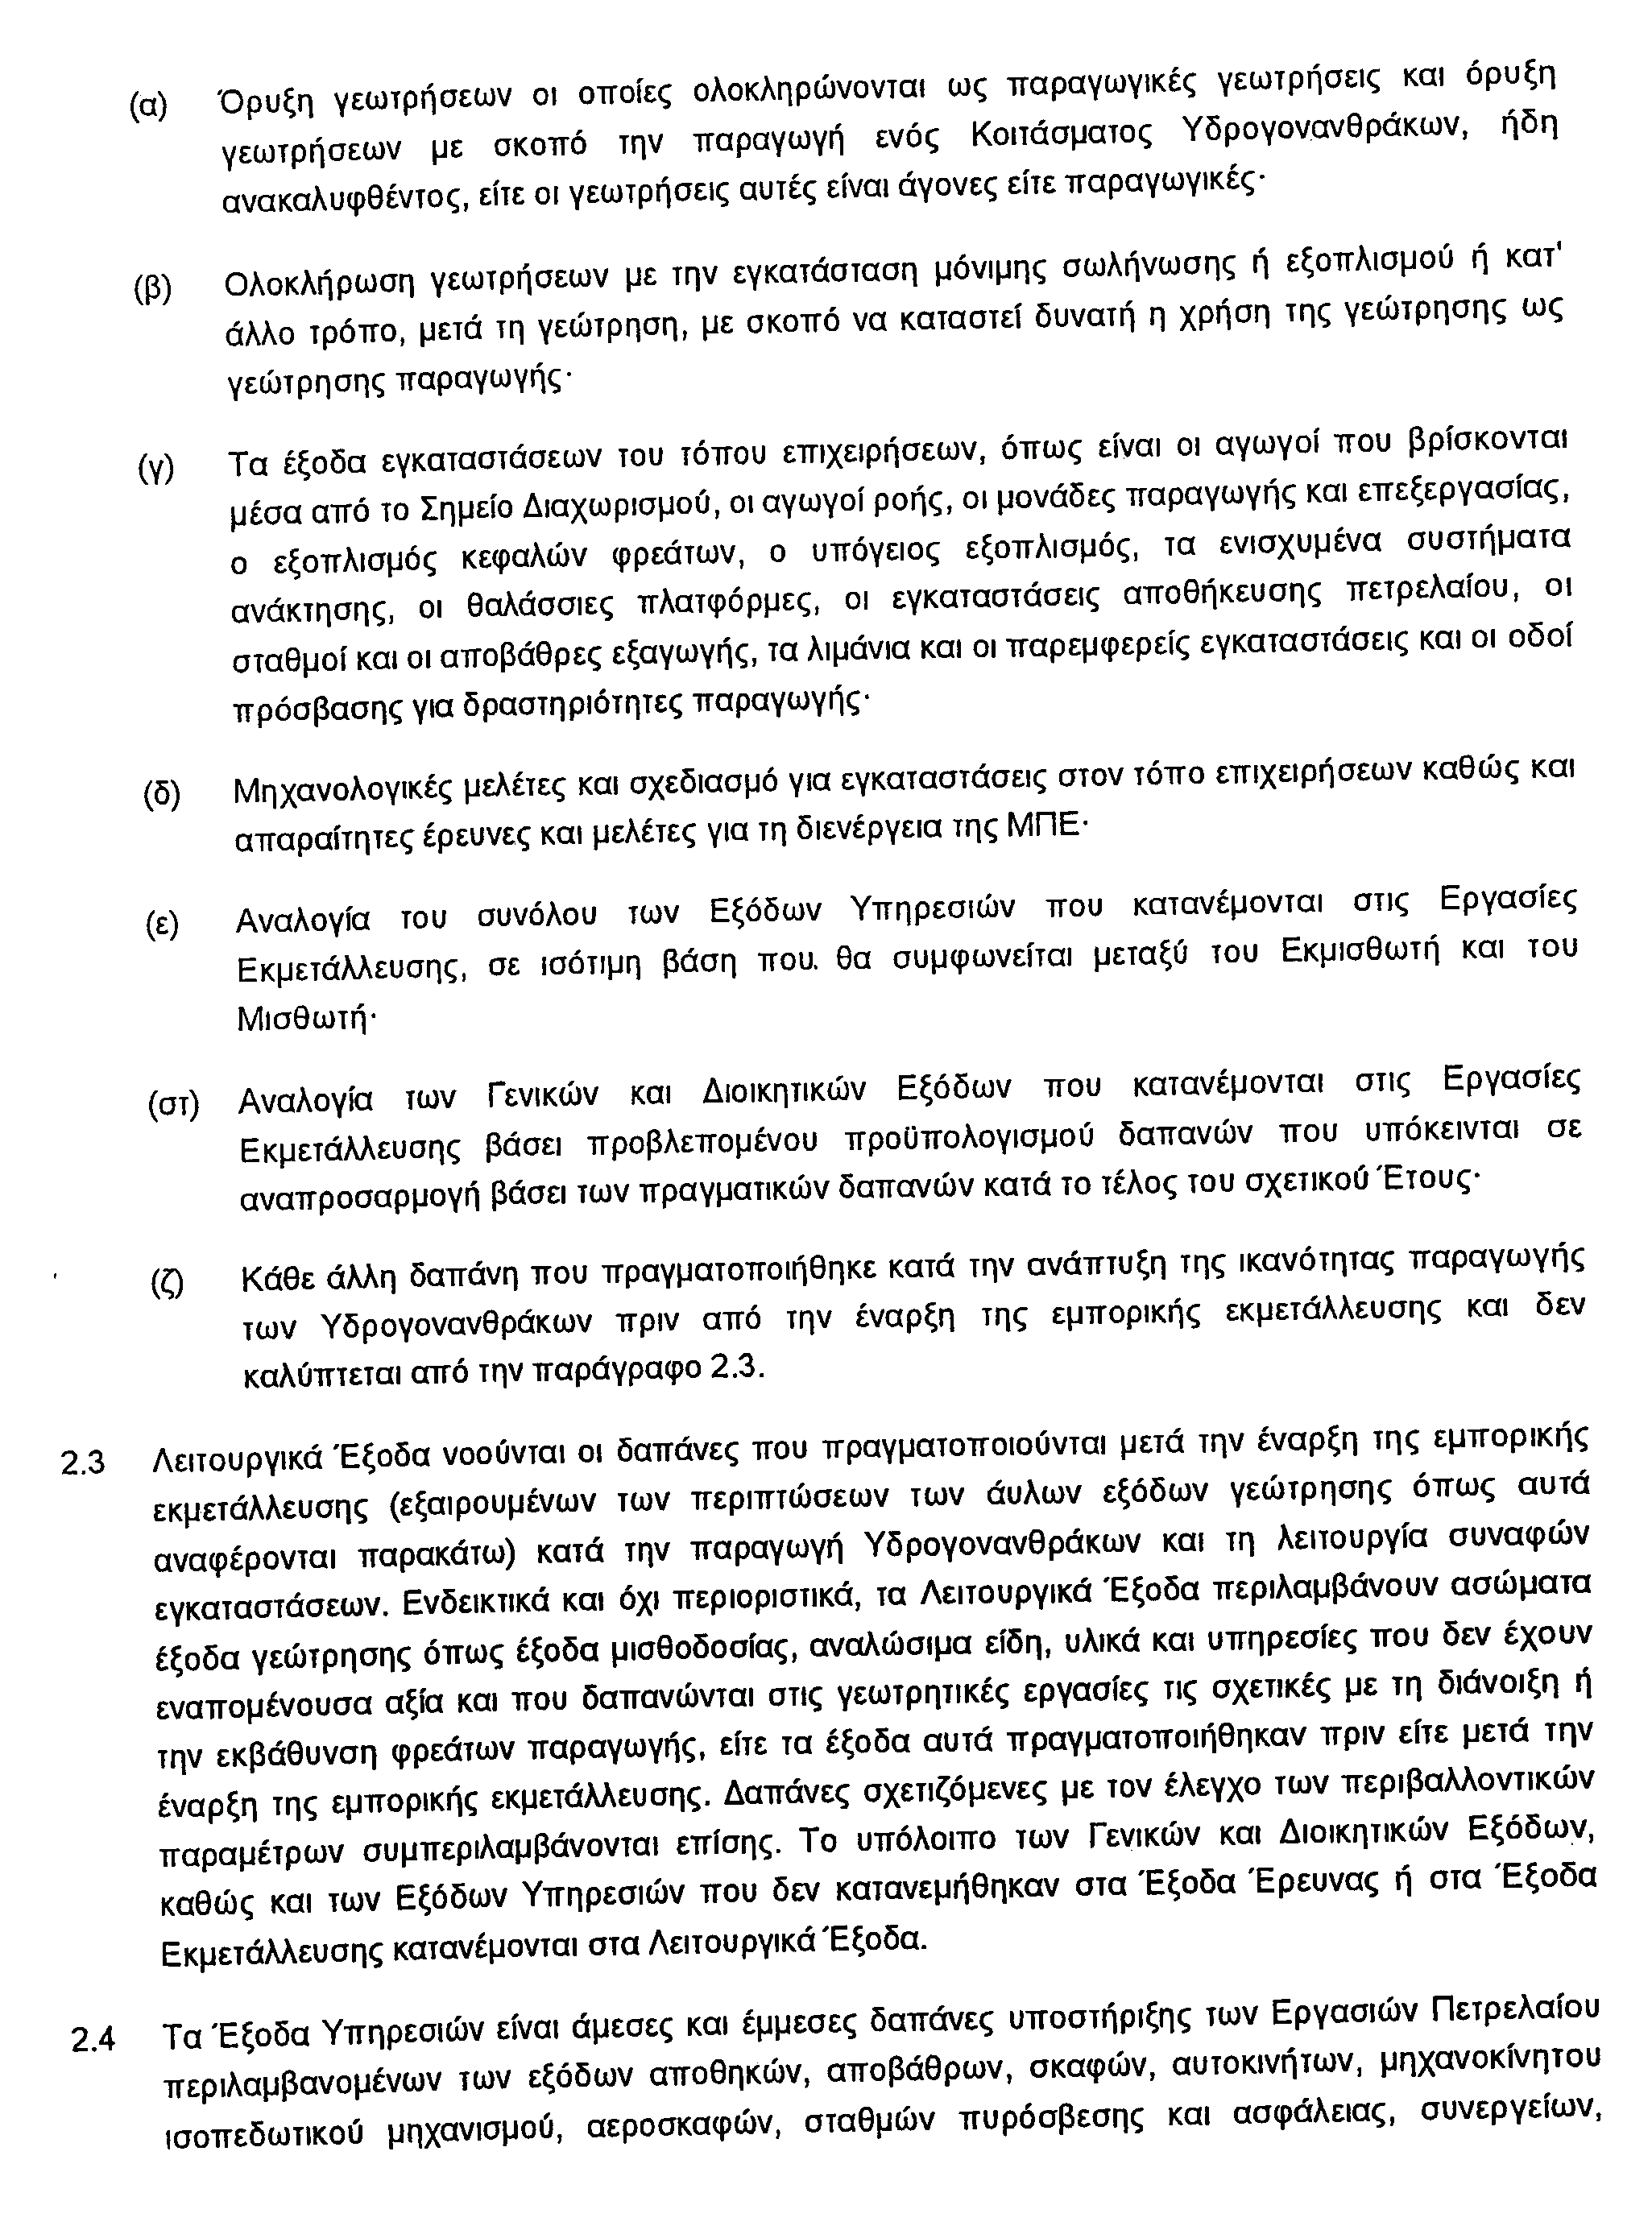 (α) Όρυξη γεωτρήσεων οι οποίες ολοκληρώνονται ως παραγωγικές γεωτρήσεις και όρυξη
γεωτρήσεων με σκοπό την παραγωγή ενός Κοιτάσματος Υδρογονανθράκων, ήδη
ανακαλυφθέντος, είτε οι γεωτρήσεις αυτές είναι άγονες είτε παραγωγικές·
(β) Ολοκλήρωση γεωτρήσεων με την εγκατάσταση μόνιμης σωλήνωσης ή εξοπλισμού ή κατ'
άλλο τρόπο, μετά τη γεώτρηση, με σκοπό να καταστεί δυνατή η χρήση της γεώτρησης ως
γεώτρησης παραγωγής·
(γ) Τα έξοδα εγκαταστάσεων του τόπου επιχειρήσεων, όπως είναι οι αγωγοί που βρίσκονται
μέσα από το Σημείο Διαχωρισμού, οι αγωγοί ροής, οι μονάδες παραγωγής και επεξεργασίας,
ο εξοπλισμός κεφαλών φρεάτων, ο υπόγειος εξοπλισμός, τα ενισχυμένα συστήματα
ανάκτησης, οι θαλάσσιες πλατφόρμες, οι εγκαταστάσεις αποθήκευσης πετρελαίου, οι
σταθμοί και οι αποβάθρες εξαγωγής, τα λιμάνια και οι παρεμφερείς εγκαταστάσεις και οι οδοί
πρόσβασης για δραστηριότητες παραγωγής·
(δ) Μηχανολογικές μελέτες και σχεδιασμό για εγκαταστάσεις στον τόπο επιχειρήσεων καθώς και
απαραίτητες έρευνες και μελέτες για τη διενέργεια της ΜΠΕ·
(ε) Αναλογία του συνόλου των Εξόδων Υπηρεσιών που κατανέμονται στις Εργασίες
Εκμετάλλευσης, σε ισότιμη βάση που. θα συμφωνείται μεταξύ του Εκμισθωτή και του
Μισθωτή·
(στ) Αναλογία των Γενικών και Διοικητικών Εξόδων που κατανέμονται στις Εργασίες
Εκμετάλλευσης βάσει προβλεπομένου προϋπολογισμού δαπανών που υπόκεινται σε
αναπροσαρμογή βάσει των πραγματικών δαπανών κατά το τέλος του σχετικού Έτους·
(ζ) Κάθε άλλη δαπάνη που πραγματοποιήθηκε κατά την ανάπτυξη της ικανότητας παραγωγής
των Υδρογονανθράκων πριν από την έναρξη της εμπορικής εκμετάλλευσης και δεν
καλύπτεται από την παράγραφο 2.3.
2.3 Λειτουργικά Έξοδα νοούνται οι δαπάνες που πραγματοποιούνται μετά την έναρξη της εμπορικής
εκμετάλλευσης (εξαιρουμένων των περιπτώσεων των άυλων εξόδων γεώτρησης όπως αυτά
αναφέρονται παρακάτω) κατά την παραγωγή Υδρογονανθράκων και τη λειτουργία συναφών
εγκαταστάσεων. Ενδεικτικά και όχι περιοριστικά, τα Λειτουργικά Έξοδα περιλαμβάνουν ασώματα
έξοδα γεώτρησης όπως έξοδα μισθοδοσίας, αναλώσιμα είδη, υλικά και υπηρεσίες που δεν έχουν
εναπομένουσα αξία και που δαπανώνται στις γεωτρητικές εργασίες τις σχετικές με τη διάνοιξη ή
την εκβάθυνση φρεάτων παραγωγής, είτε τα έξοδα αυτά πραγματοποιήθηκαν πριν είτε μετά την
έναρξη της εμπορικής εκμετάλλευσης. Δαπάνες σχετιζόμενες με τον έλεγχο των περιβαλλοντικών
παραμέτρων συμπεριλαμβάνονται επίσης. Το υπόλοιπο των Γενικών και Διοικητικών Εξόδων,
καθώς και των Εξόδων Υπηρεσιών που δεν κατανεμήθηκαν στα Έξοδα Έρευνας ή στα Έξοδα
Εκμετάλλευσης κατανέμονται στα Λειτουργικά Έξοδα.
2.4 Τα Έξοδα Υπηρεσιών είναι άμεσες και έμμεσες δαπάνες υποστήριξης των Εργασιών Πετρελαίου
περιλαμβανομένων των εξόδων αποθηκών, αποβάθρων, σκαφών, αυτοκινήτων, μηχανοκίνητου
ισοπεδωτικού μηχανισμού, αεροσκαφών, σταθμών πυρόσβεσης και ασφάλειας, συνεργείων,